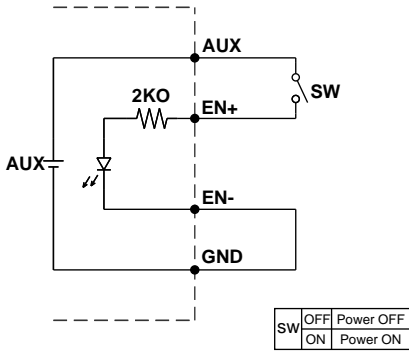 AUX
2KO
SW
EN+
AUX
EN-
GND
SW OFF Power OFF
ON Power ON